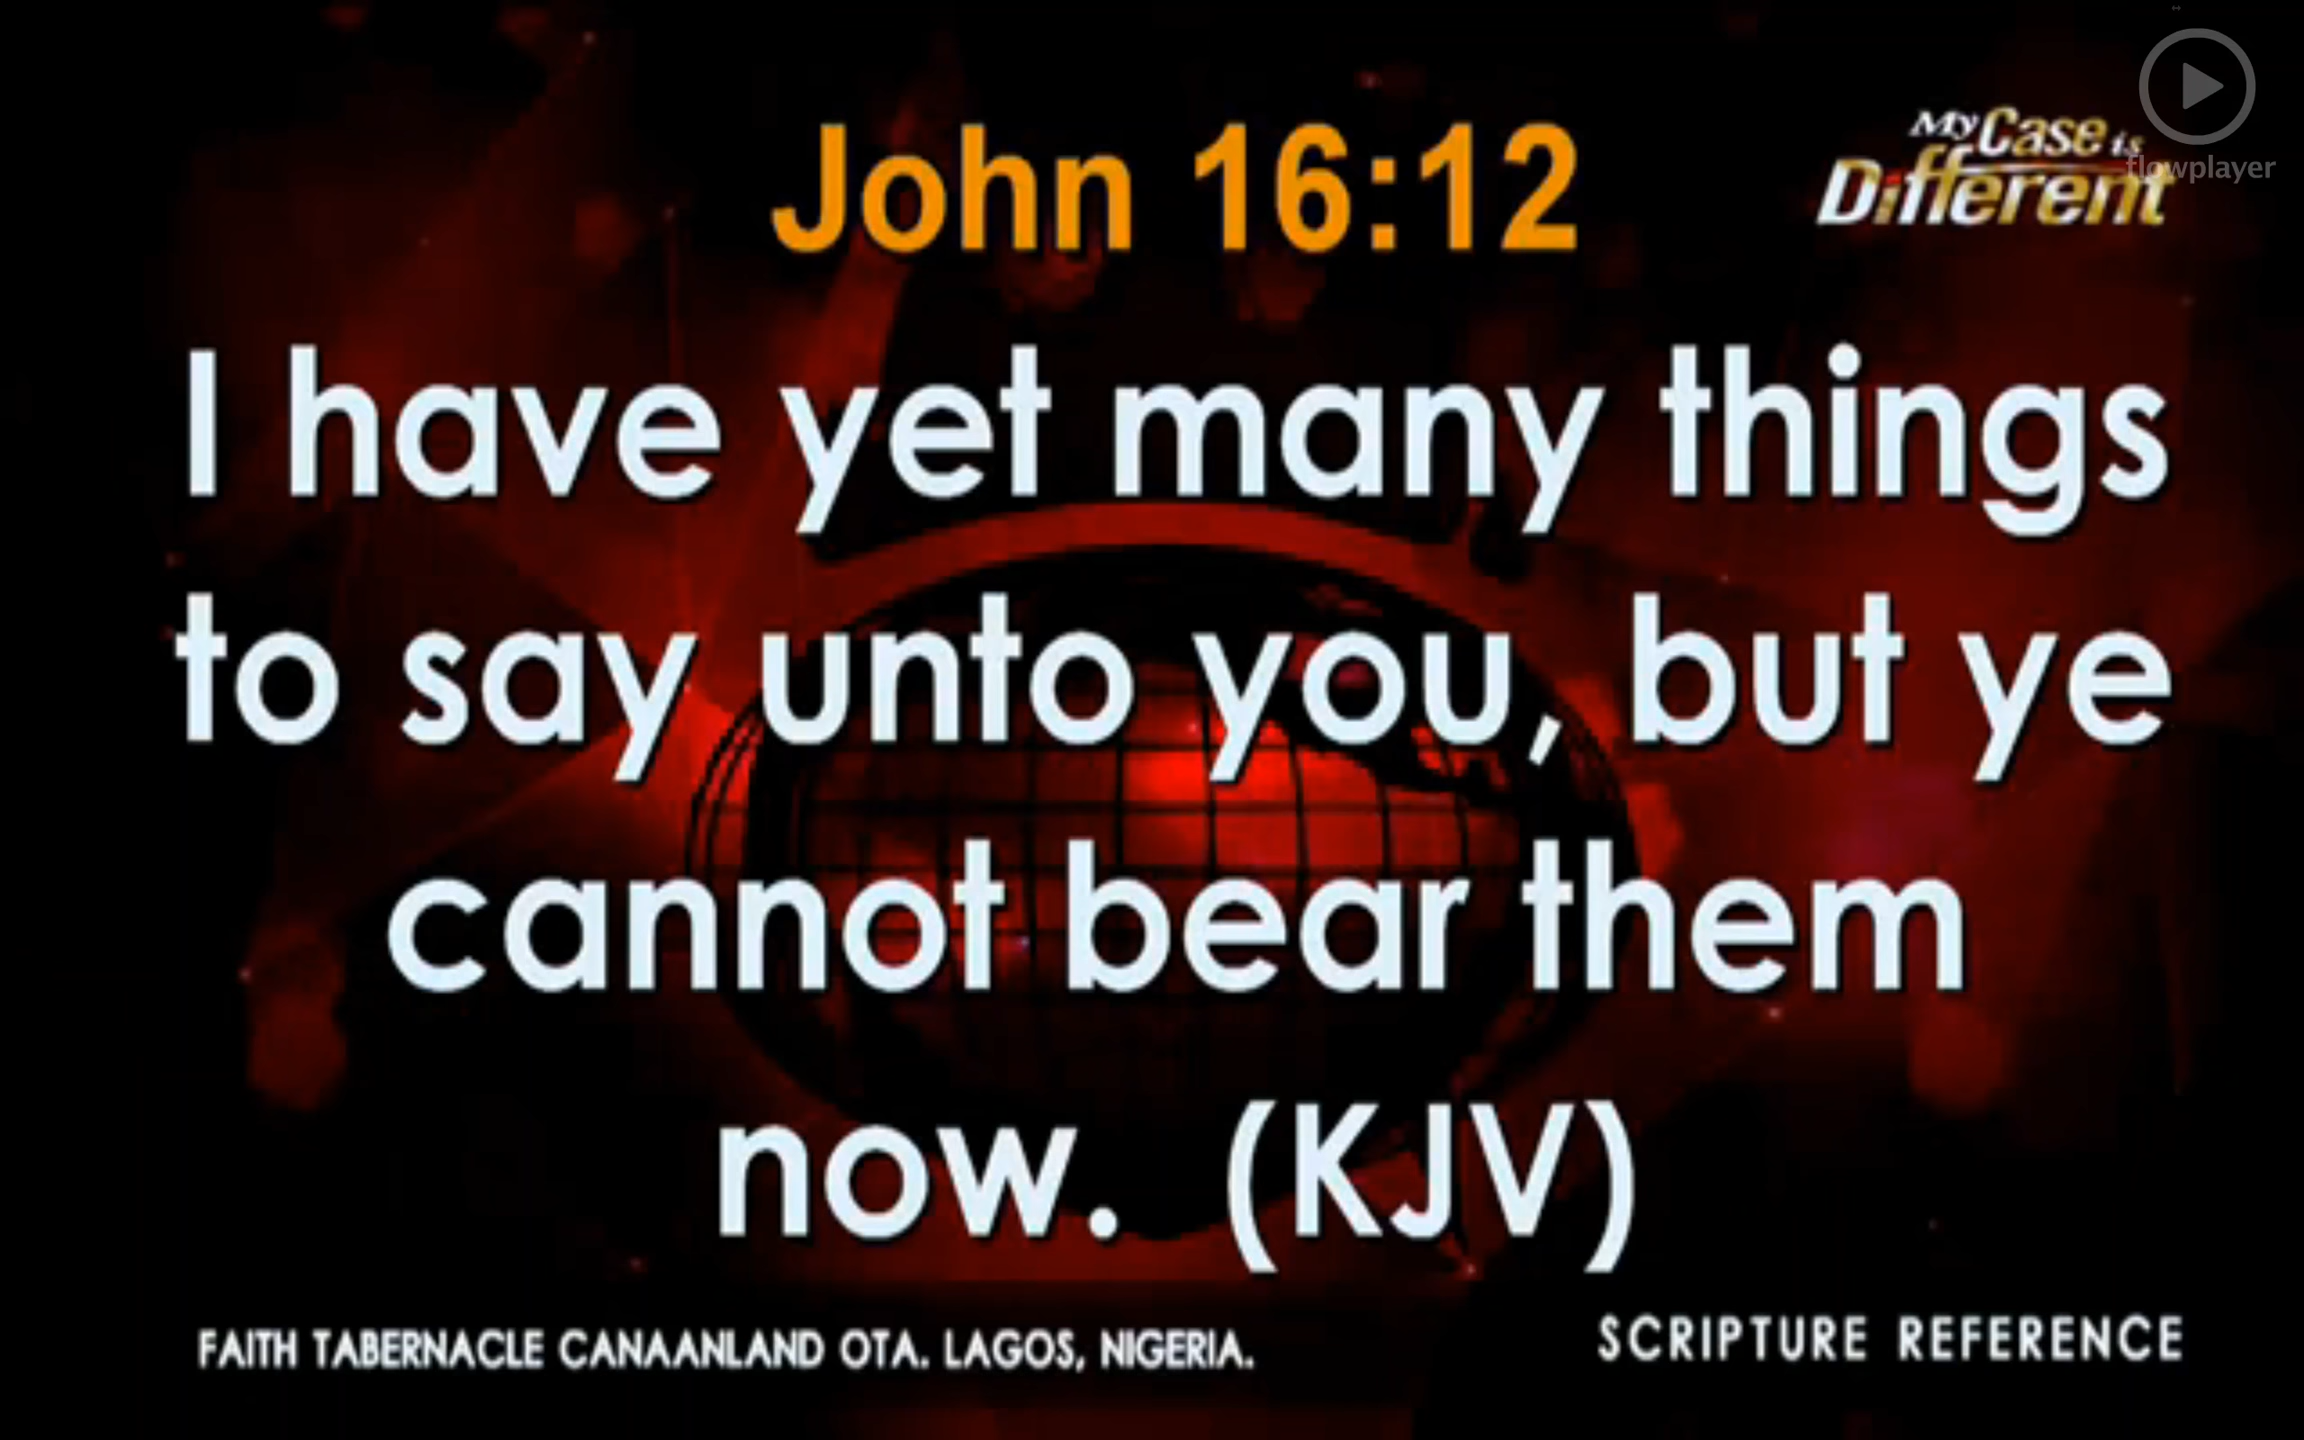 John 16:12
My Case is
Different
flowplayer
I have yet many things
to say unto you, but ye
cannot bear them
now. (KJV)
FAITH TABERNACLE CANAANLAND OTA. LAGOS, NIGERIA.
SCRIPTURE REFERENCE